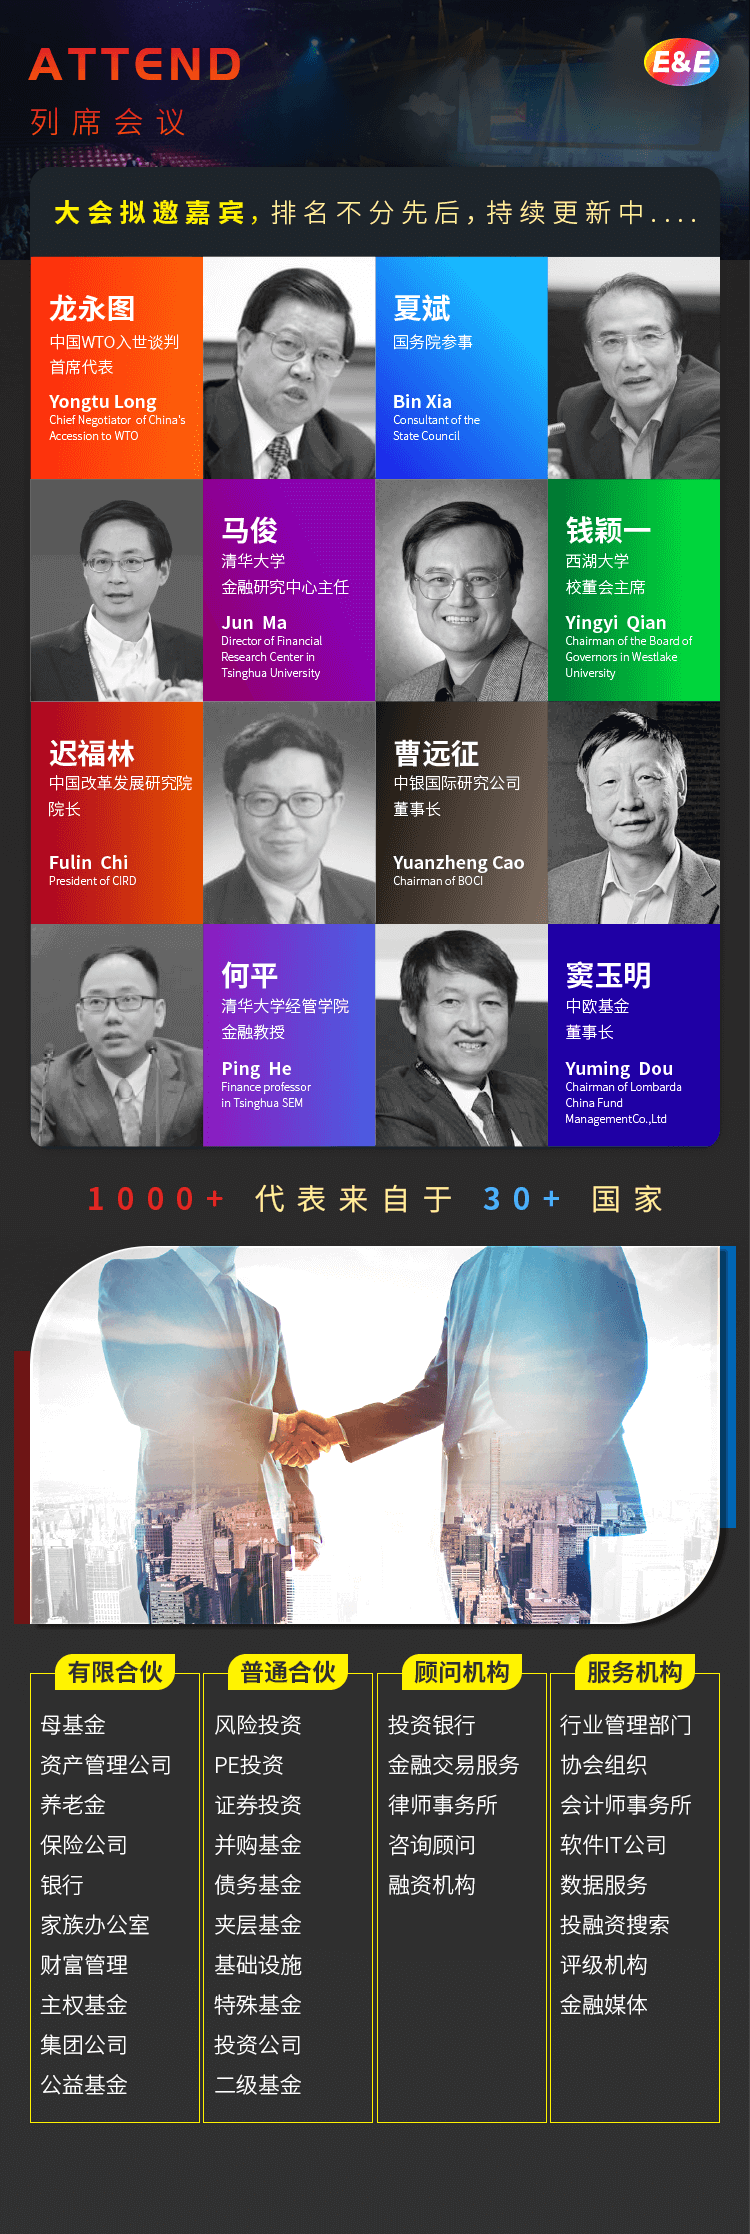 ATTEND
E&E
列席会议
大会拟邀嘉宾,排名不分先后,持续更新中....
龙永图
中国WTO入世谈判
首席代表
Yongtu Long
Chief Negotiator of China's
Accession to WTO
夏斌
国务院参事
Bin Xia
Consultant of the
State Council
马俊
清华大学
金融研究中心主任
Jun Ma
Director of Financial
Research Center in
Tsinghua University
钱颖一
西湖大学
校董会主席
Yingyi Qian
Chairman of the Board of
Governors in Westlake
University
迟福林
中国改革发展研究院
院长
Fulin Chi
President of CIRD
曹远征
中银国际研究公司
董事长
Yuanzheng Cao
Chairman of BOCI
何平
清华大学经管学院
金融教授
Ping He
Finance professor
in Tsinghua SEM
窦玉明
中欧基金
董事长
Yuming Dou
Chairman of Lombarda
China Fund
ManagementCo.,Ltd
1000+ 代表来自于 30+ 国家
有限合伙
母基金
资产管理公司
养老金
保险公司
银行
家族办公室
财富管理
主权基金
集团公司
公益基金
普通合伙
风险投资
PE投资
证券投资
并购基金
债务基金
夹层基金
基础设施
特殊基金
投资公司
二级基金
顾问机构
投资银行
金融交易服务
律师事务所
咨询顾问
融资机构
服务机构
行业管理部门
协会组织
会计师事务所
软件IT公司
数据服务
投融资搜索
评级机构
金融媒体